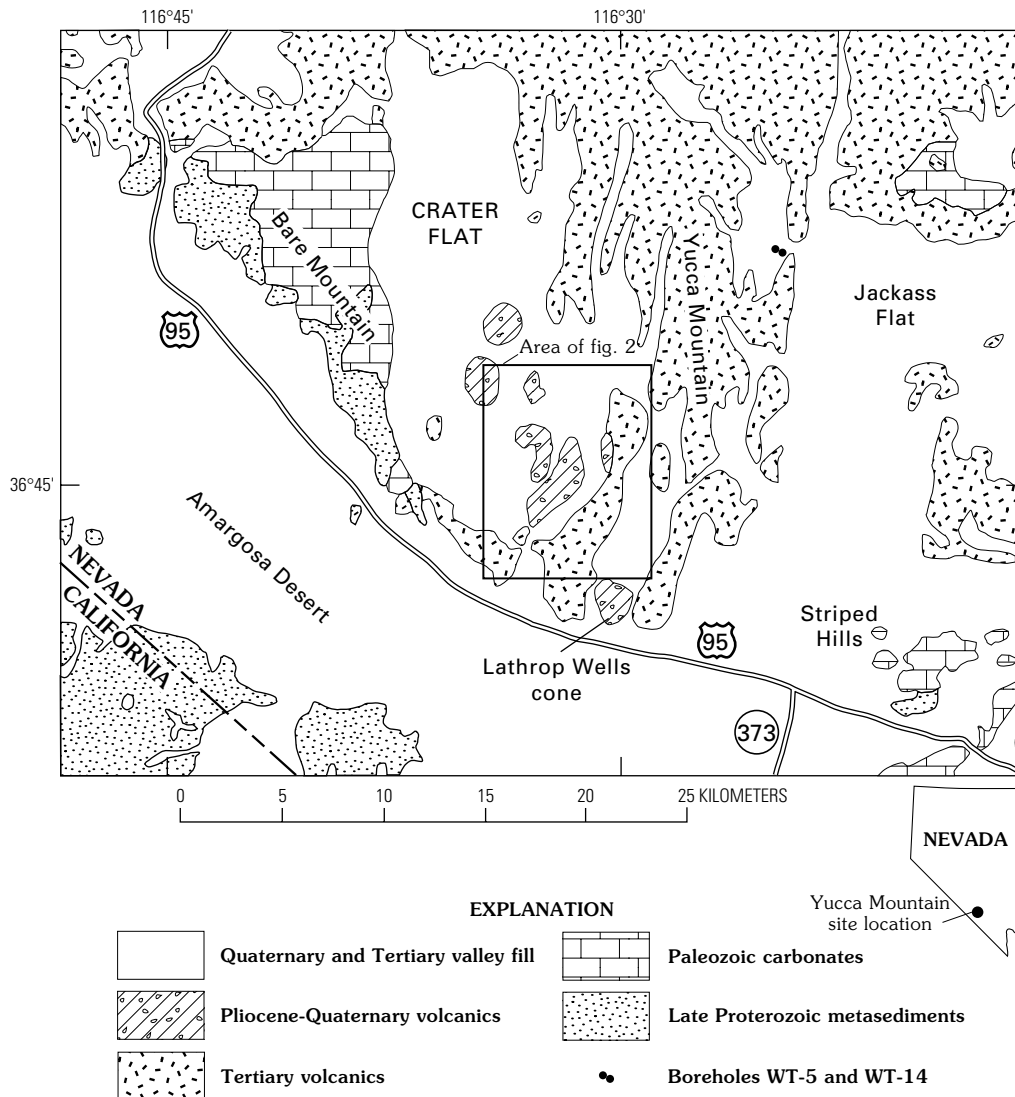 116°45'
116°30'
CRATER
FLAT
Bare Mountain
Yucca Mountain
Jackass
Flat
95
Area of fig. 2
36°45'
Amargosa Desert
NEVADA
CALIFORNIA
Striped
Hills
95
Lathrop Wells
cone
373
0 5 10 15 20 25 KILOMETERS
NEVADA
Yucca Mountain
site location
EXPLANATION
Quaternary and Tertiary valley fill
Paleozoic carbonates
Pliocene-Quaternary volcanics
Late Proterozoic metasediments
Tertiary volcanics
Boreholes WT-5 and WT-14